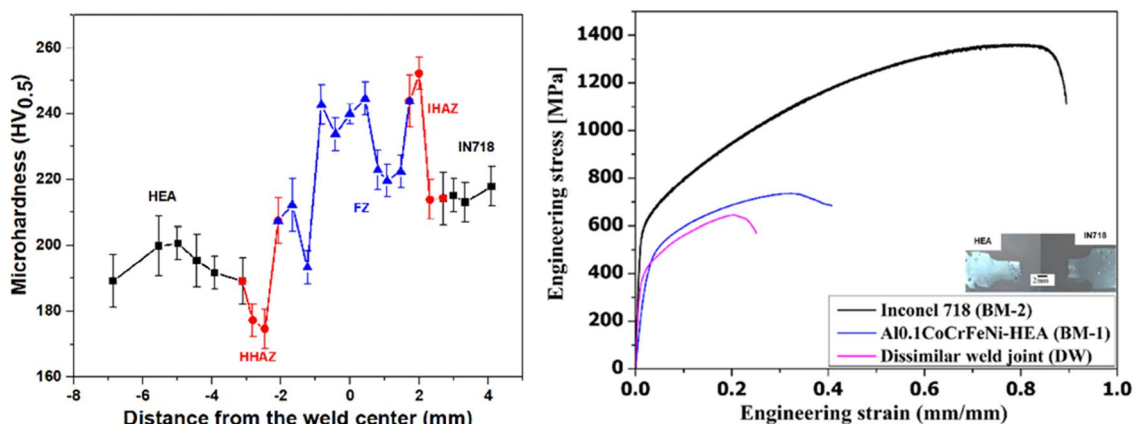 260
240
220
200
180
160
Microhardness (HV0.5)
HEA
HHAZ
FZ
IHAZ
IN718
-6
-4
-2
0
2
4
Distance from the weld center (mm)
1400
1200
1000
800
600
400
200
0
Engineering stress [MPa]
HEA
IN718
2mm
Inconel 718 (BM-2)
Al0.1CoCrFeNi-HEA (BM-1)
Dissimilar weld joint (DW)
0.0
0.2
0.4
0.6
0.8
1.0
Engineering strain (mm/mm)